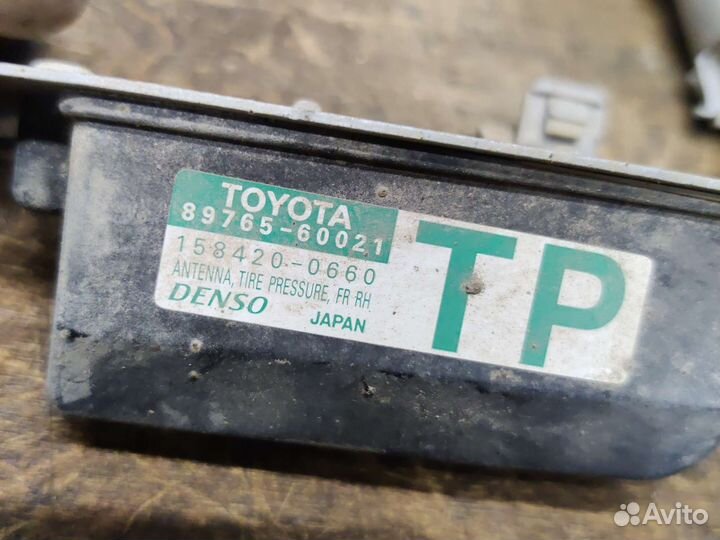 TOYOTA
89765-60021
158420-0660
ANTENNA, TIRE PRESSURE, FR RH
DENSO JAPAN
TP
Avito